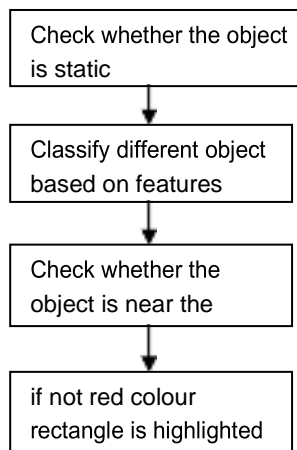 Check whether the object
is static
Classify different object
based on features
Check whether the
object is near the
if not red colour
rectangle is highlighted